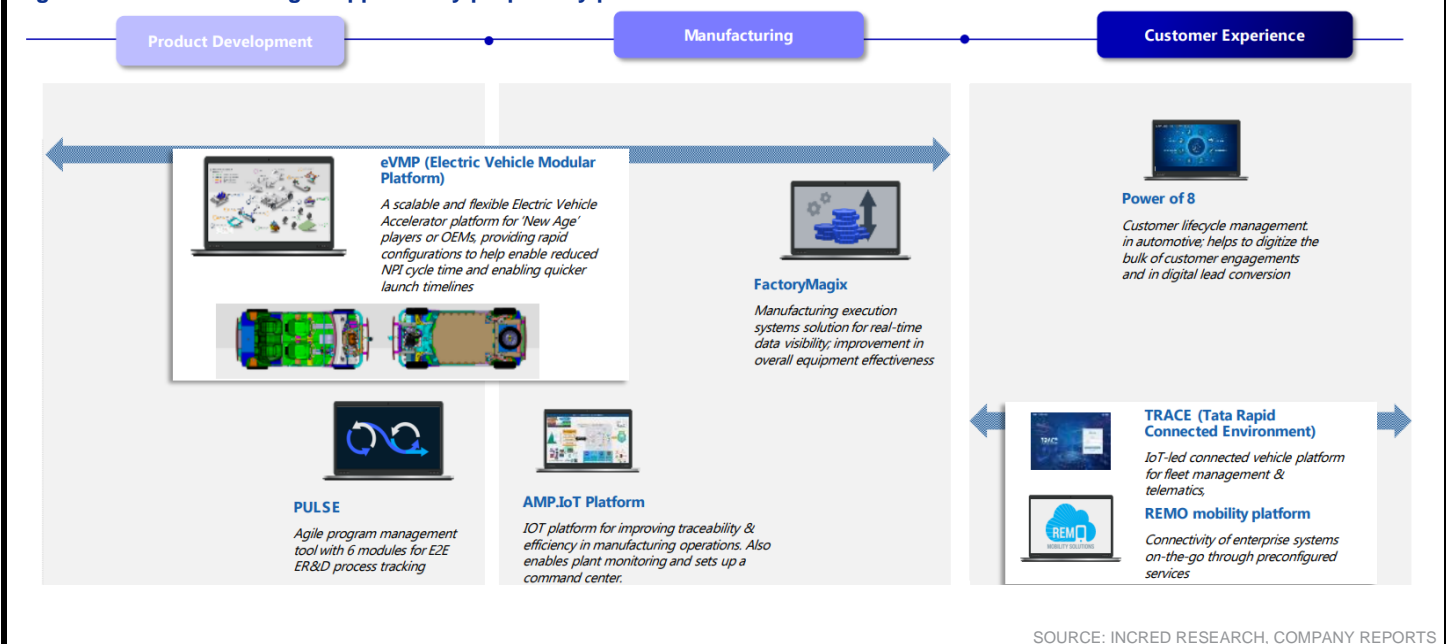 Product Development
Manufacturing
Customer Experience
eVMP (Electric Vehicle Modular
Platform)
A scalable and flexible Electric Vehicle
Accelerator platform for ‘New Age’
players or OEMs, providing rapid
configurations to help enable reduced
NPI cycle time and enabling quicker
launch timelines
PULSE
Agile program management
tool with 6 modules for E2E
ER&D process tracking
FactoryMagix
Manufacturing execution
systems solution for real-time
data visibility; improvement in
overall equipment effectiveness
AMP.IoT Platform
IOT platform for improving traceability &
efficiency in manufacturing operations. Also
enables plant monitoring and sets up a
command center.
Power of 8
Customer lifecycle management.
in automotive; helps to digitize the
bulk of customer engagements
and in digital lead conversion
TRACE
TRACE (Tata Rapid
Connected Environment)
IoT-led connected vehicle platform
for fleet management &
telematics,
REMO
MOBILITY SOLUTIONS
REMO mobility platform
Connectivity of enterprise systems
on-the-go through preconfigured
services
SOURCE: INCRED RESEARCH, COMPANY REPORTS